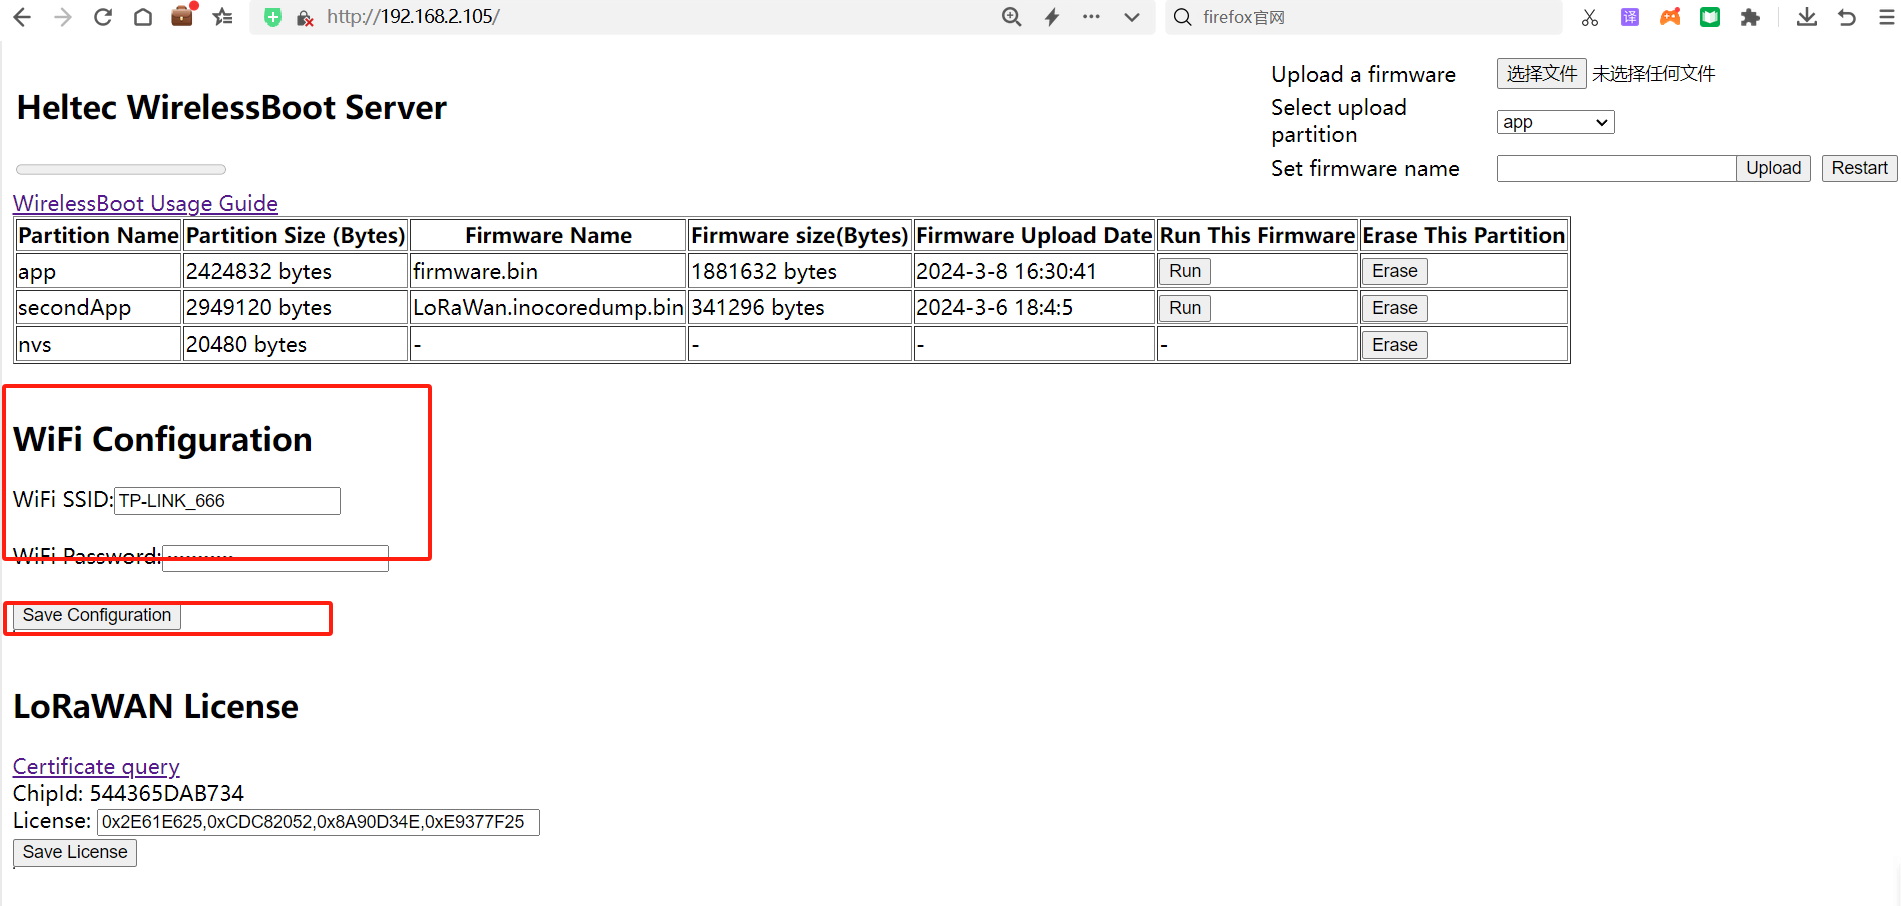 http://192.168.2.105/
firefox官网
译
Heltec WirelessBoot Server
Upload a firmware 选择文件 未选择任何文件
Select upload partition app
Set firmware name Upload Restart
WirelessBoot Usage Guide
Partition Name Partition Size (Bytes) Firmware Name Firmware size(Bytes) Firmware Upload Date Run This Firmware Erase This Partition
app 2424832 bytes firmware.bin 1881632 bytes 2024-3-8 16:30:41 Run Erase
secondApp 2949120 bytes LoRaWan.inocoredump.bin 341296 bytes 2024-3-6 18:4:5 Run Erase
nvs 20480 bytes - - - - Erase
WiFi Configuration
WiFi SSID: TP-LINK_666
WiFi Password:
Save Configuration
LoRaWAN License
Certificate query
ChipId: 544365DAB734
License: 0x2E61E625,0xCDC82052,0x8A90D34E,0xE9377F25
Save License